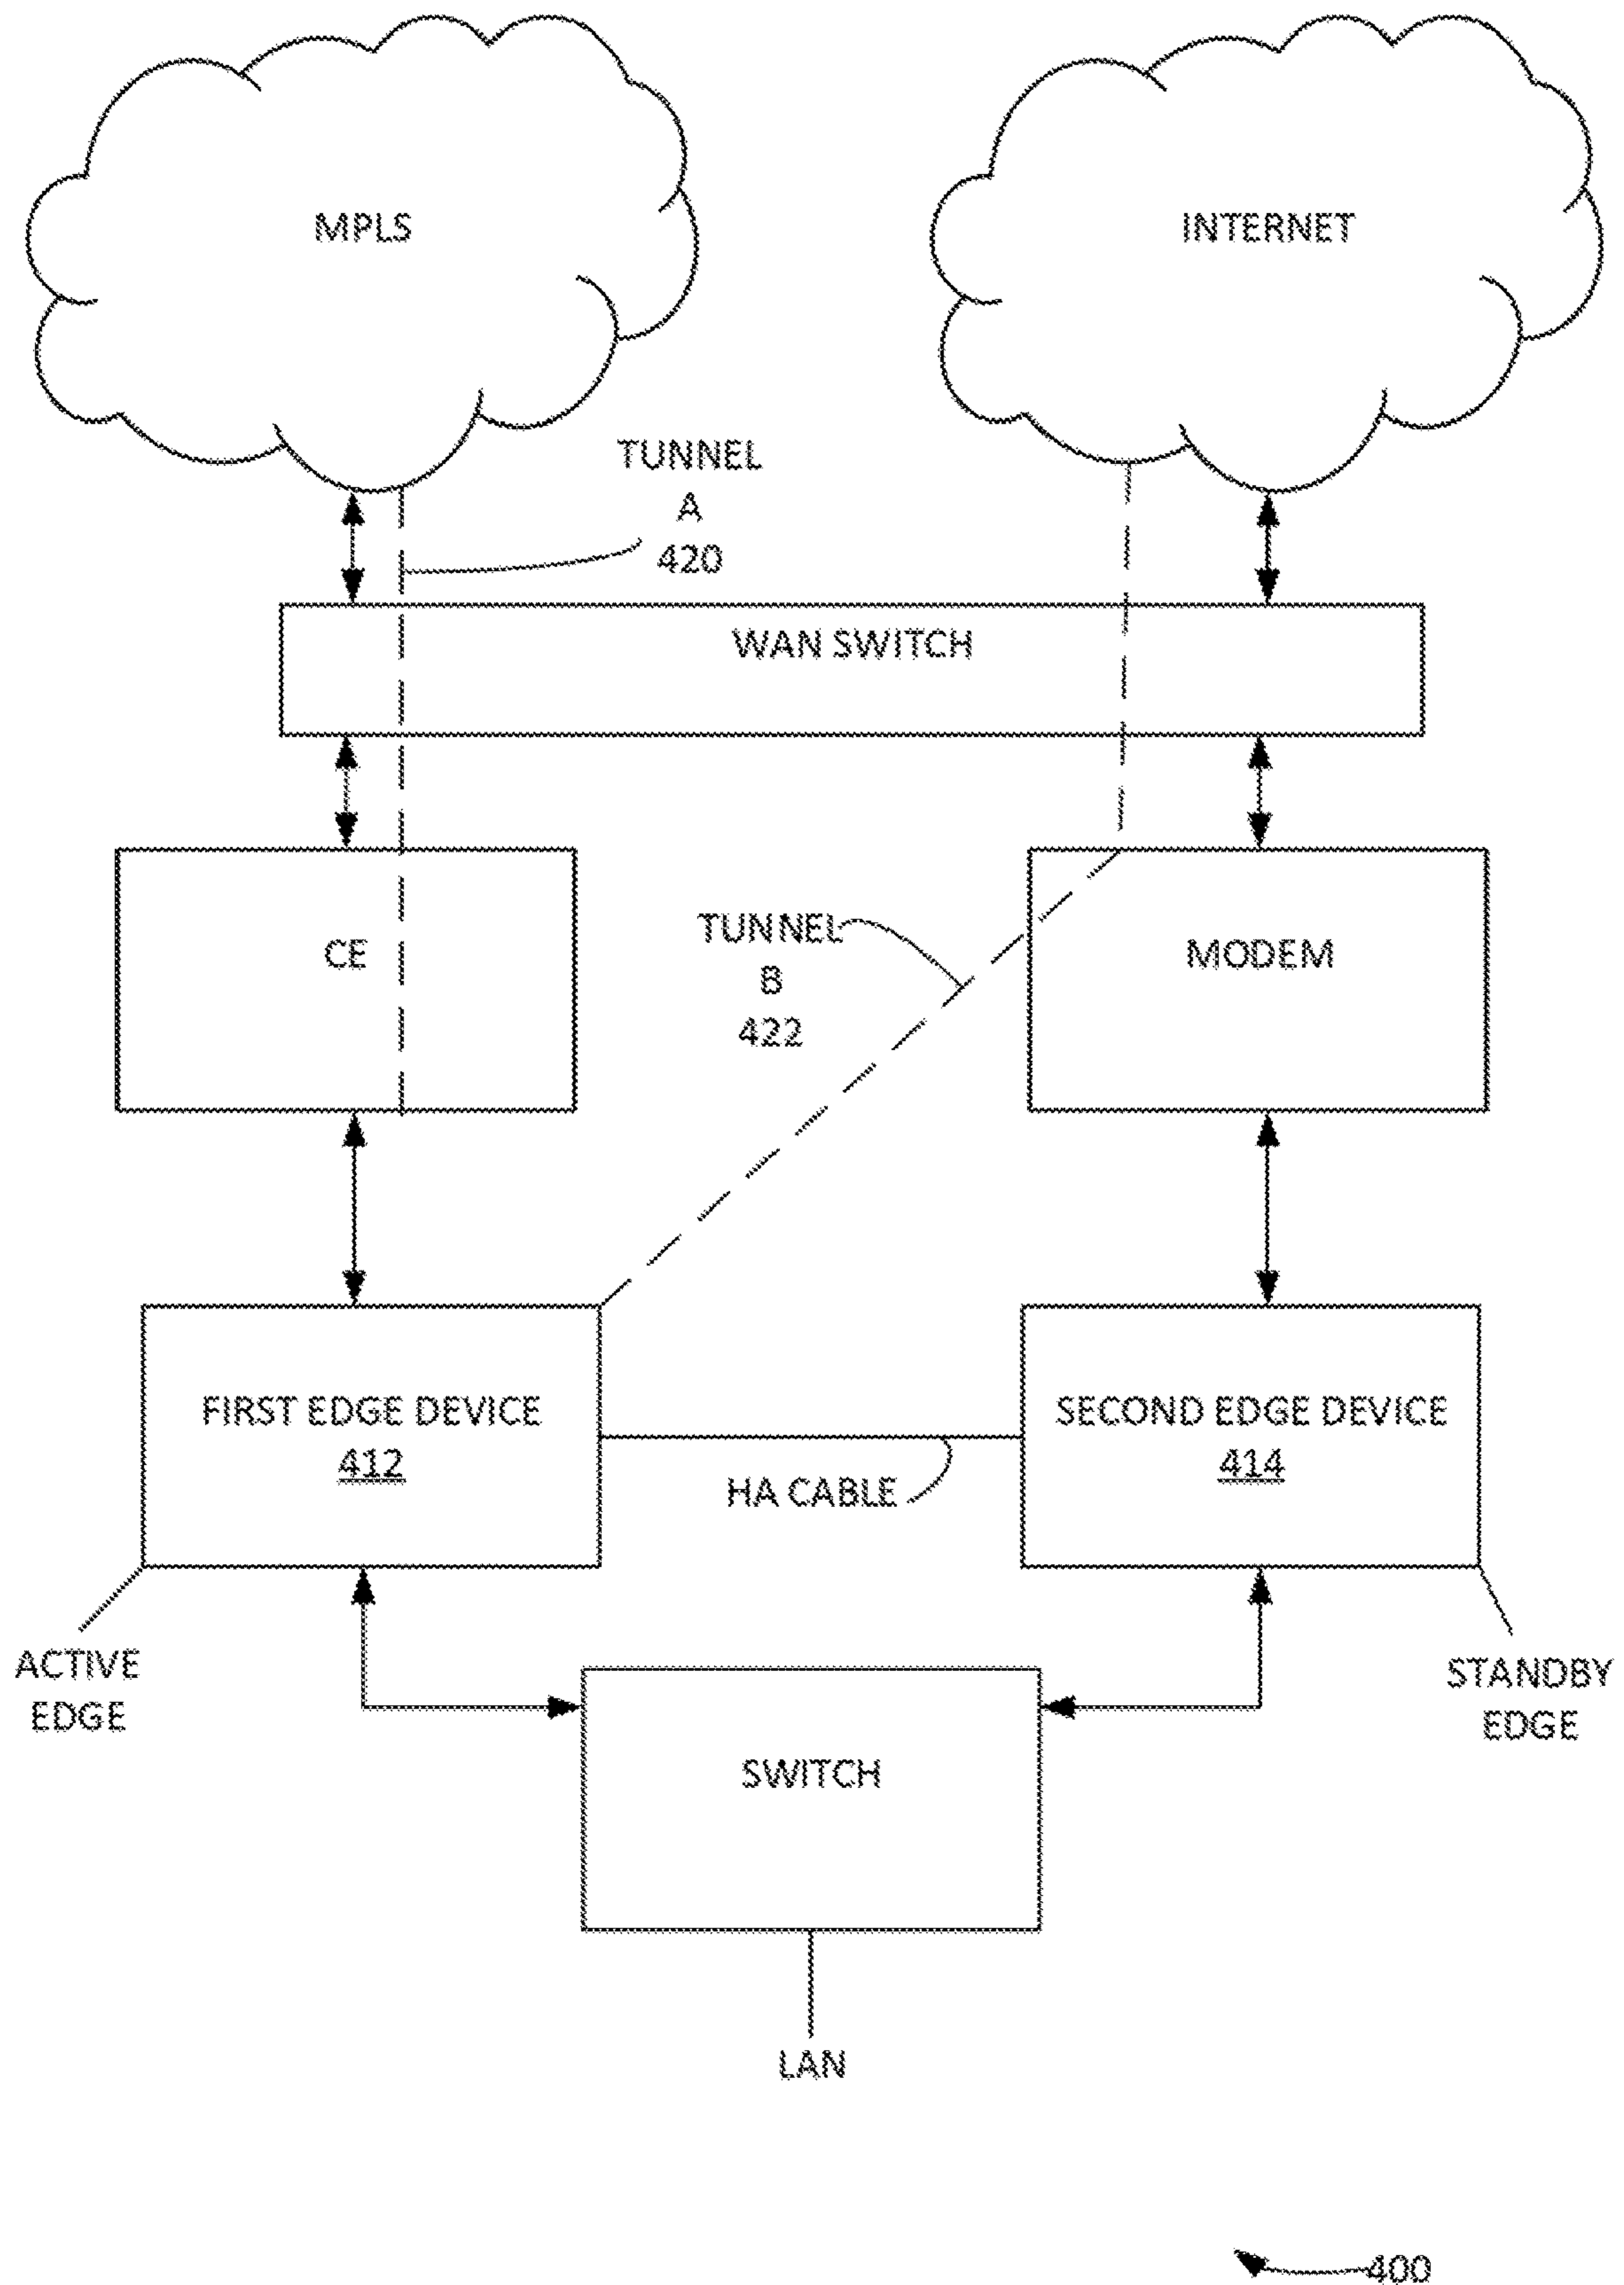 MPLS
INTERNET
TUNNEL
A
420
WAN SWITCH
CE
TUNNEL
B
422
MODEM
FIRST EDGE DEVICE
412
SECOND EDGE DEVICE
414
HA CABLE
ACTIVE
EDGE
STANDBY
EDGE
SWITCH
LAN
400